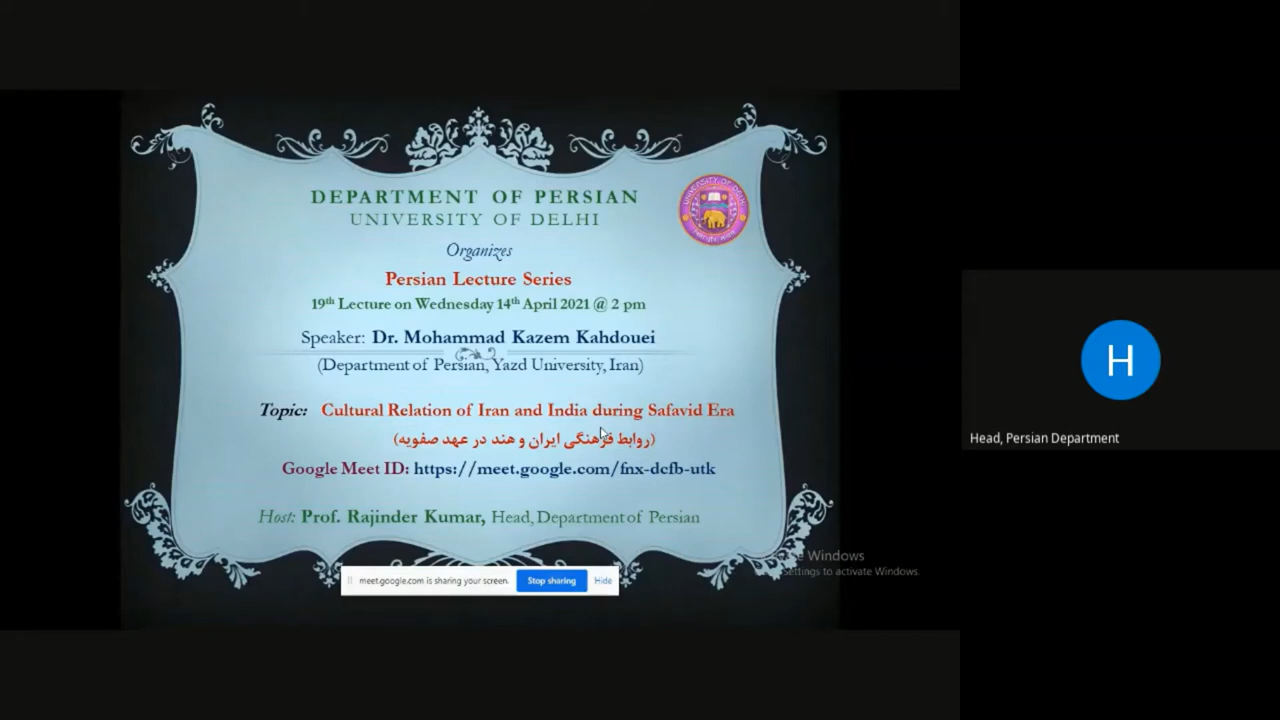 DEPARTMENT OF PERSIAN
UNIVERSITY OF DELHI
UNIVERSITY OF DELHI
Organizes
Persian Lecture Series
19th Lecture on Wednesday 14th April 2021 @ 2 pm
Speaker: Dr. Mohammad Kazem Kahdouei
(Department of Persian, Yazd University, Iran)
Topic: Cultural Relation of Iran and India during Safavid Era
(روابط فرهنگی ایران و هند در عهد صفویه)
Google Meet ID: https://meet.google.com/fnx-dcfb-utk
Host: Prof. Rajinder Kumar, Head, Department of Persian
Windows
Settings to activate Windows.
meet.google.com is sharing your screen.
Stop sharing
Hide
H
Head, Persian Department